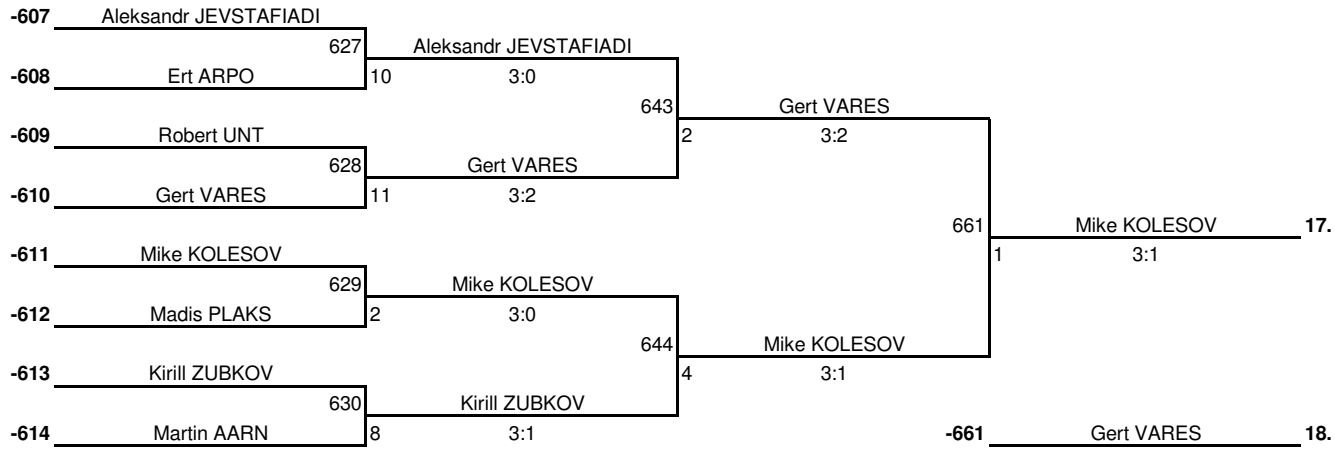 -607 Aleksandr JEVSTAFIADI
627 Aleksandr JEVSTAFIADI
-608 Ert ARPO 10 3:0
643 Gert VARES
-609 Robert UNT 2 3:2
628 Gert VARES
-610 Gert VARES 11 3:2
661 Mike KOLESOV 17.
-611 Mike KOLESOV 1 3:1
629 Mike KOLESOV
-612 Madis PLAKS 2 3:0
644 Mike KOLESOV
-613 Kirill ZUBKOV 4 3:1
630 Kirill ZUBKOV
-614 Martin AARN 8 3:1 -661 Gert VARES 18.